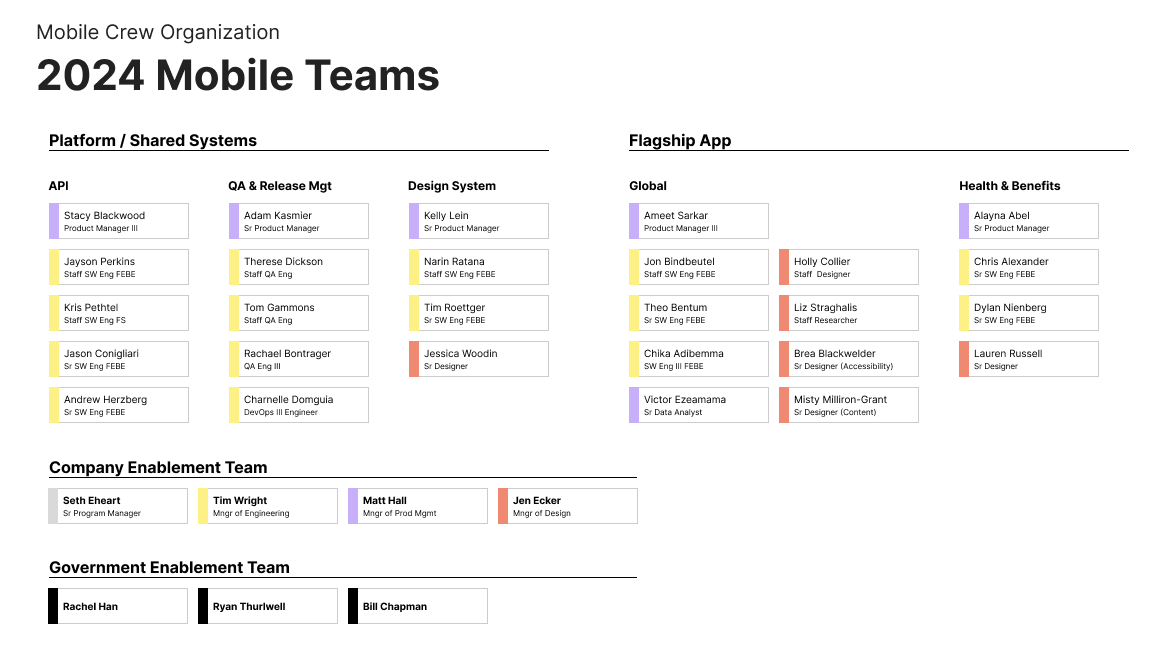 Mobile Crew Organization
2024 Mobile Teams
Platform / Shared Systems
API
Stacy Blackwood
Product Manager III
Jayson Perkins
Staff SW Eng FEBE
Kris Pethtel
Staff SW Eng FS
Jason Conigliari
Sr SW Eng FEBE
Andrew Herzberg
Sr SW Eng FEBE
QA & Release Mgt
Adam Kasmier
Sr Product Manager
Therese Dickson
Staff QA Eng
Tom Gammons
Staff QA Eng
Rachael Bontrager
QA Eng III
Charnelle Domguia
DevOps III Engineer
Design System
Kelly Lein
Sr Product Manager
Narin Ratana
Staff SW Eng FEBE
Tim Roettger
Sr SW Eng FEBE
Jessica Woodin
Sr Designer
Flagship App
Global
Ameet Sarkar
Product Manager III
Jon Bindbeutel
Staff SW Eng FEBE
Theo Bentum
Sr SW Eng FEBE
Chika Adibemma
SW Eng III FEBE
Victor Ezeamama
Sr Data Analyst
Holly Collier
Staff Designer
Liz Straghalis
Staff Researcher
Brea Blackwelder
Sr Designer (Accessibility)
Misty Milliron-Grant
Sr Designer (Content)
Health & Benefits
Alayna Abel
Sr Product Manager
Chris Alexander
Sr SW Eng FEBE
Dylan Nienberg
Sr SW Eng FEBE
Lauren Russell
Sr Designer
Company Enablement Team
Seth Eheart
Sr Program Manager
Tim Wright
Mngr of Engineering
Matt Hall
Mngr of Prod Mgmt
Jen Ecker
Mngr of Design
Government Enablement Team
Rachel Han
Ryan Thurlwell
Bill Chapman